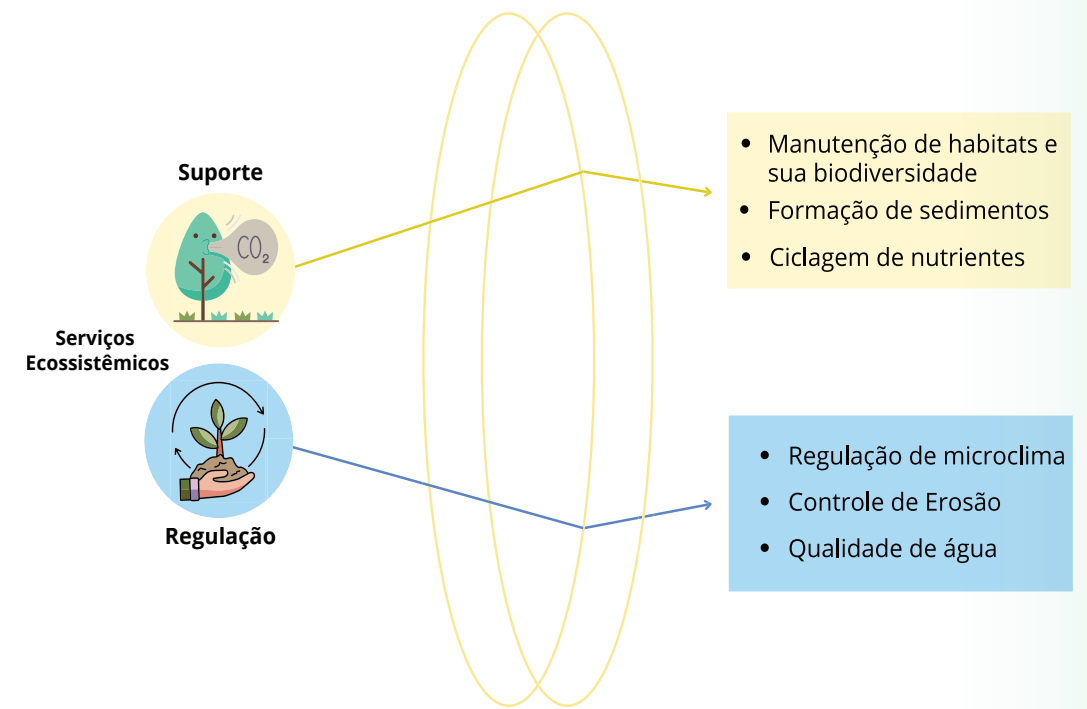 Suporte
CO₂
Serviços
Ecossistêmicos
Regulação
• Manutenção de habitats e
sua biodiversidade
• Formação de sedimentos
• Ciclagem de nutrientes
• Regulação de microclima
• Controle de Erosão
• Qualidade de água